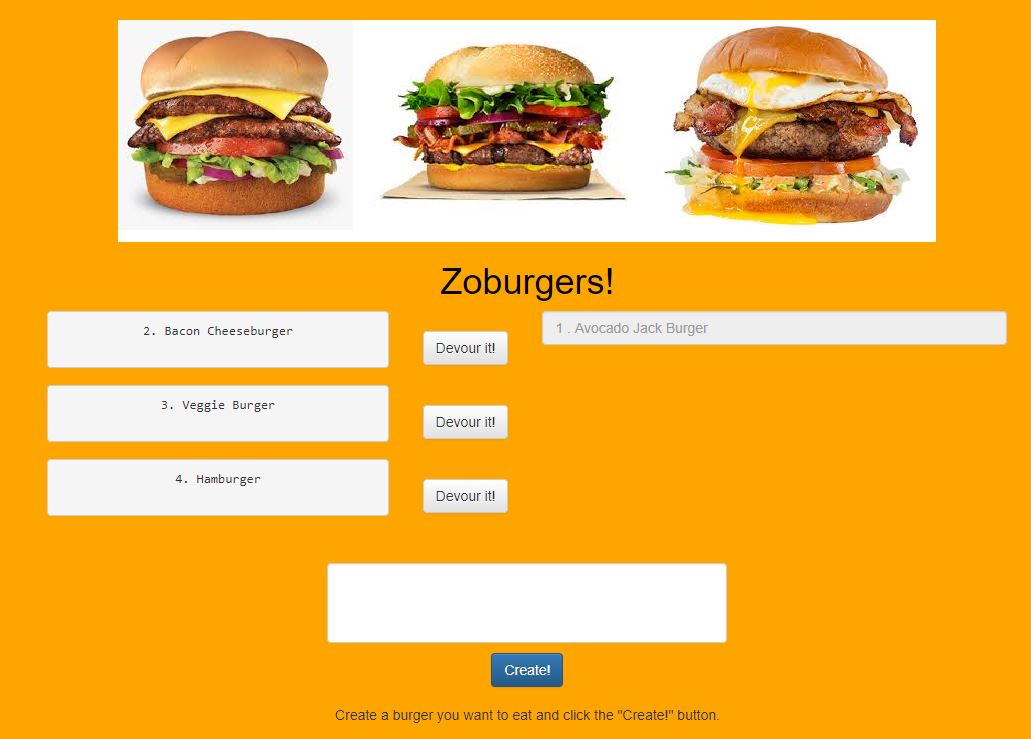 Zoburgers!
2. Bacon Cheeseburger
Devour it!
1 . Avocado Jack Burger
3. Veggie Burger
Devour it!
4. Hamburger
Devour it!
Create!
Create a burger you want to eat and click the "Create!" button.